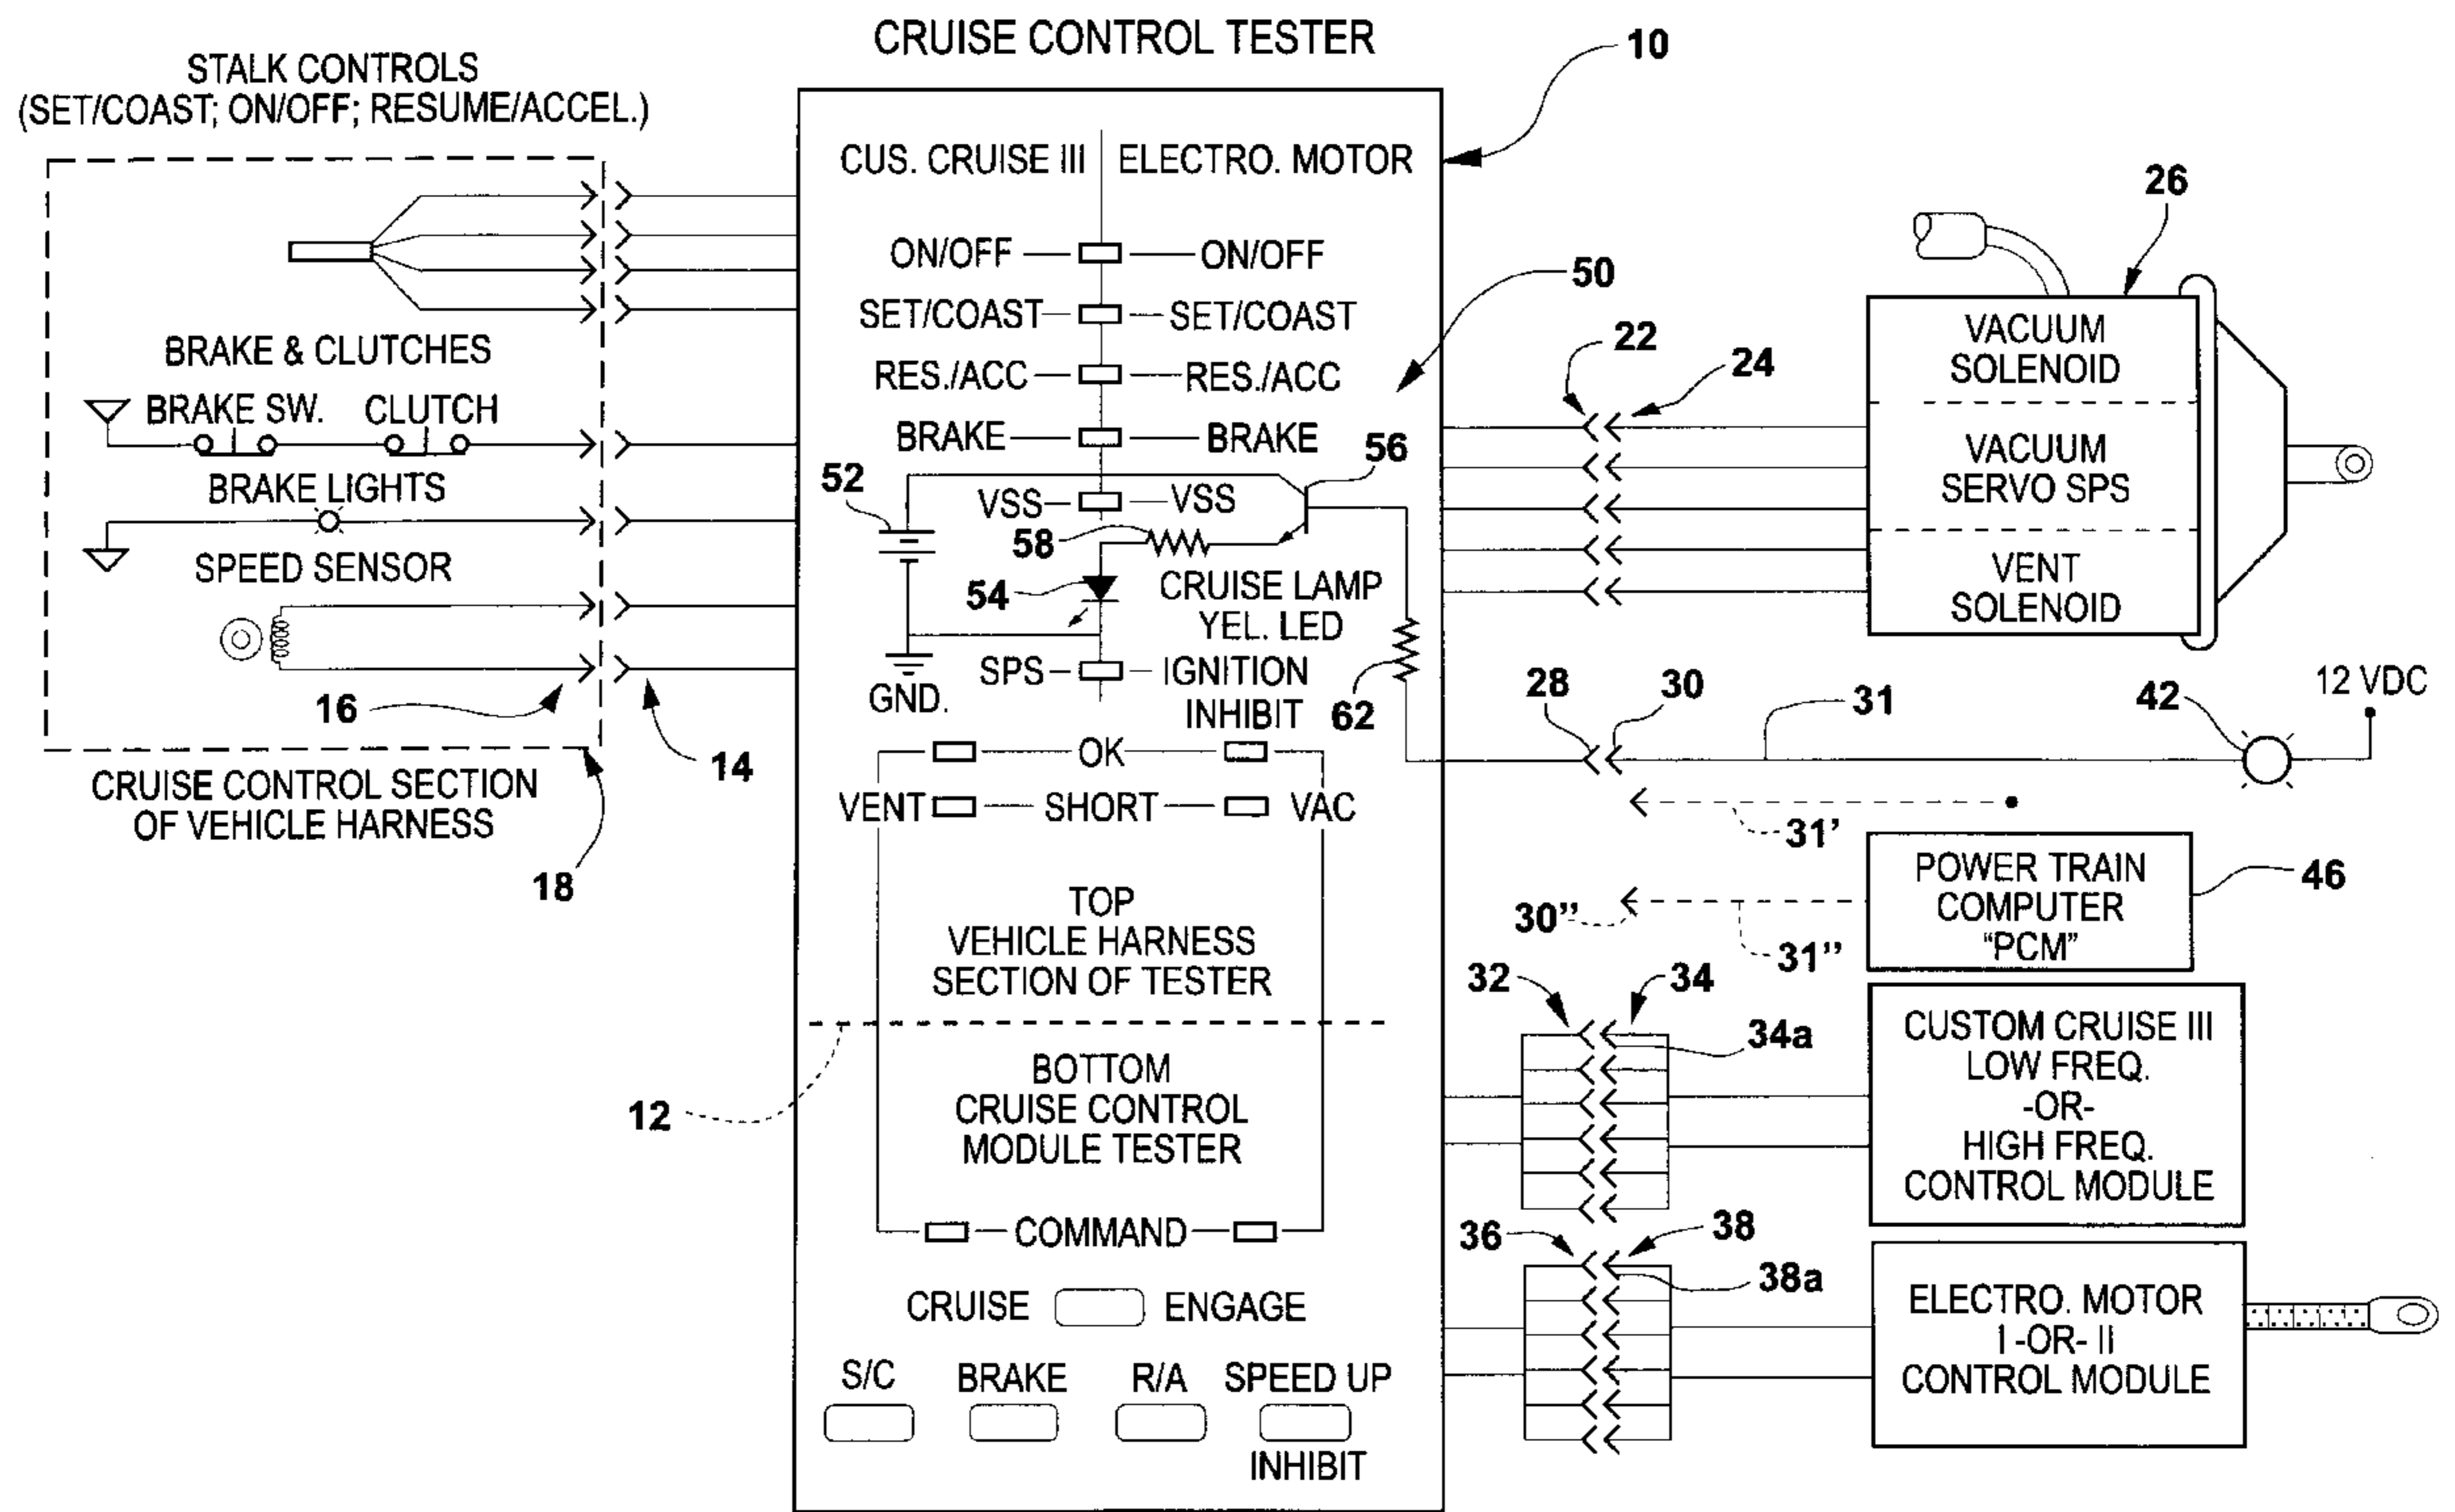 CRUISE CONTROL TESTER
10
STALK CONTROLS
(SET/COAST; ON/OFF; RESUME/ACCEL.)
BRAKE & CLUTCHES
BRAKE SW. CLUTCH
BRAKE LIGHTS
SPEED SENSOR
16
14
18
CRUISE CONTROL SECTION
OF VEHICLE HARNESS
CUS. CRUISE III ELECTRO. MOTOR
ON/OFF ON/OFF
SET/COAST SET/COAST
RES./ACC RES./ACC
BRAKE BRAKE
50
56
52
VSS VSS
58
54
CRUISE LAMP
YEL. LED
SPS IGNITION
INHIBIT
GND.
62
OK
VENT SHORT VAC
TOP
VEHICLE HARNESS
SECTION OF TESTER
12
BOTTOM
CRUISE CONTROL
MODULE TESTER
COMMAND
CRUISE ENGAGE
S/C BRAKE R/A SPEED UP
INHIBIT
22
24
26
VACUUM
SOLENOID
VACUUM
SERVO SPS
VENT
SOLENOID
28
30
31
42
12 VDC
31’
30”
31”
POWER TRAIN
COMPUTER
“PCM”
46
32
34
34a
CUSTOM CRUISE III
LOW FREQ.
-OR-
HIGH FREQ.
CONTROL MODULE
36
38
38a
ELECTRO. MOTOR
I -OR- II
CONTROL MODULE